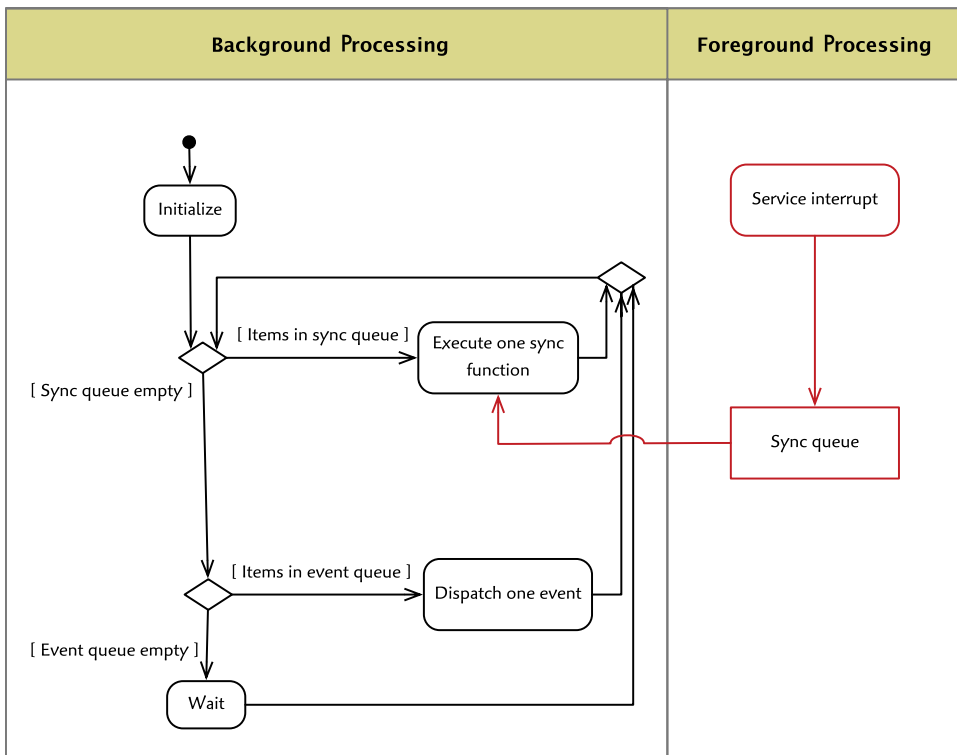 Background Processing
Foreground Processing
Initialize
Service interrupt
[ Items in sync queue ]
Execute one sync
function
[ Sync queue empty ]
Sync queue
[ Items in event queue ]
Dispatch one event
[ Event queue empty ]
Wait